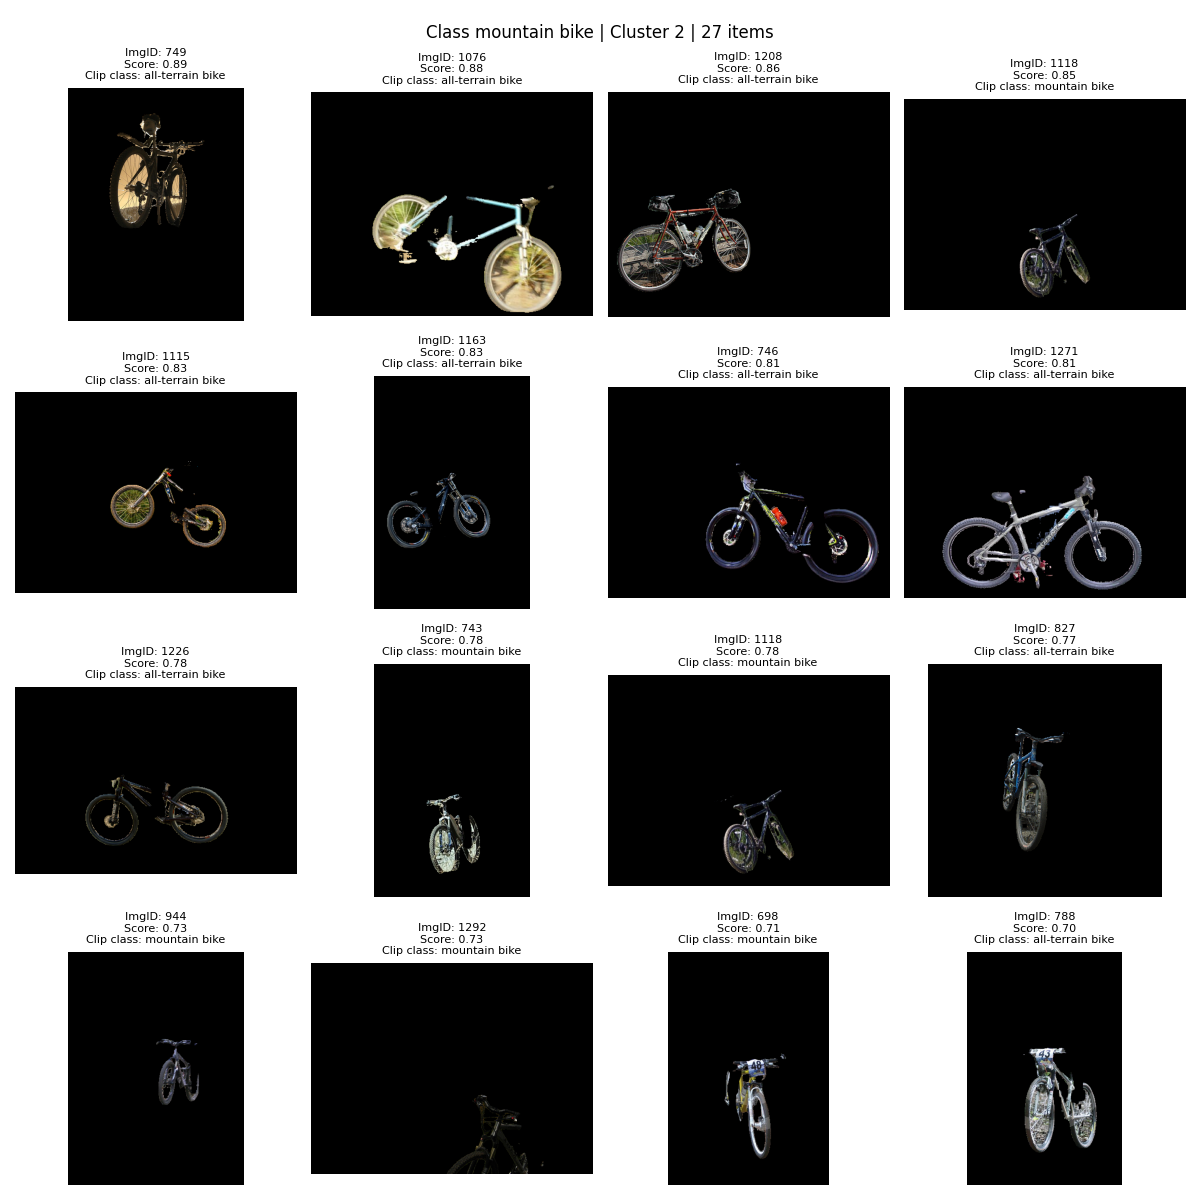 Class mountain bike | Cluster 2 | 27 items
ImgID: 749
Score: 0.89
Clip class: all-terrain bike
ImgID: 1076
Score: 0.88
Clip class: all-terrain bike
ImgID: 1208
Score: 0.86
Clip class: all-terrain bike
ImgID: 1118
Score: 0.85
Clip class: mountain bike
ImgID: 1115
Score: 0.83
Clip class: all-terrain bike
ImgID: 1163
Score: 0.83
Clip class: all-terrain bike
ImgID: 746
Score: 0.81
Clip class: all-terrain bike
ImgID: 1271
Score: 0.81
Clip class: all-terrain bike
ImgID: 1226
Score: 0.78
Clip class: all-terrain bike
ImgID: 743
Score: 0.78
Clip class: mountain bike
ImgID: 1118
Score: 0.78
Clip class: mountain bike
ImgID: 827
Score: 0.77
Clip class: all-terrain bike
ImgID: 944
Score: 0.73
Clip class: mountain bike
ImgID: 1292
Score: 0.73
Clip class: mountain bike
ImgID: 698
Score: 0.71
Clip class: mountain bike
ImgID: 788
Score: 0.70
Clip class: all-terrain bike